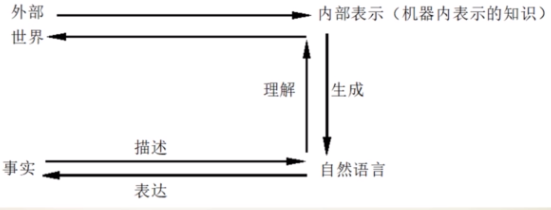 外部
世界
内部表示（机器内表示的知识）
理解
生成
描述
事实
自然语言
表达